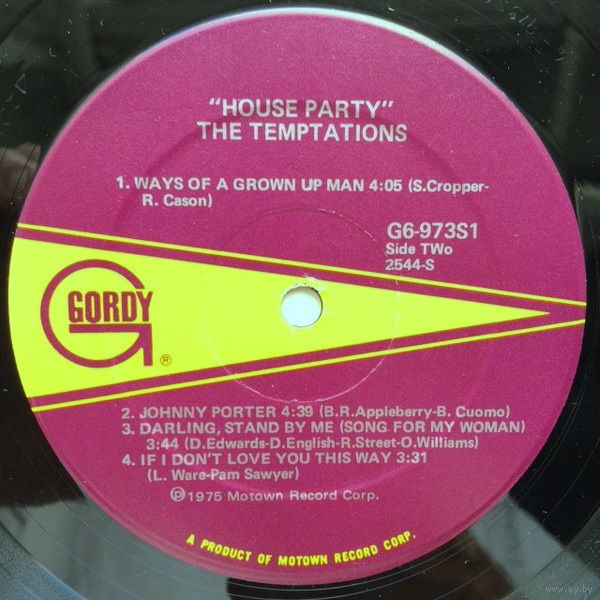 "HOUSE PARTY"
THE TEMPTATIONS
1. WAYS OF A GROWN UP MAN 4:05 (S.Cropper-
R. Cason)
G6-973S1
Side TWo
2544-S
GORDY
®
2. JOHNNY PORTER 4:39 (B.R.Appleberry-B. Cuomo)
3. DARLING, STAND BY ME (SONG FOR MY WOMAN)
3:44 (D.Edwards-D.English-R.Street-O.Williams)
4. IF I DON'T LOVE YOU THIS WAY 3:31
(L. Ware-Pam Sawyer)
℗1975 Motown Record Corp.
A PRODUCT OF MOTOWN RECORD CORP.
www.ay.by